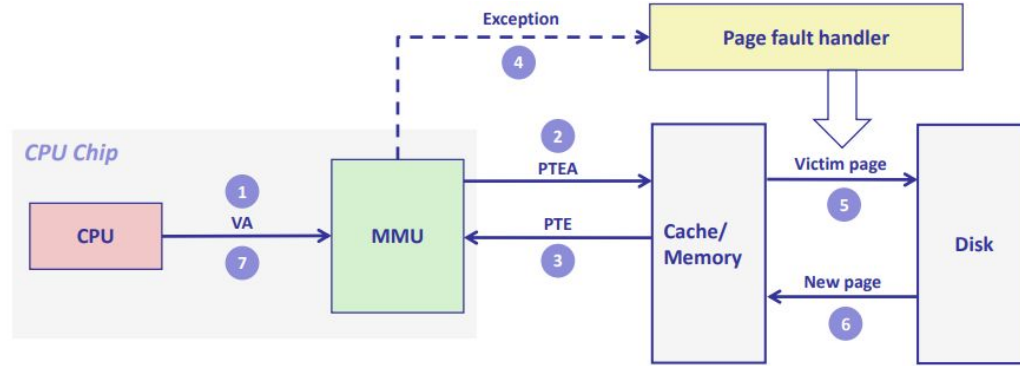 Exception
4
Page fault handler
CPU Chip
1
VA
7
CPU
MMU
2
PTEA
PTE
3
Cache/
Memory
Victim page
5
New page
6
Disk